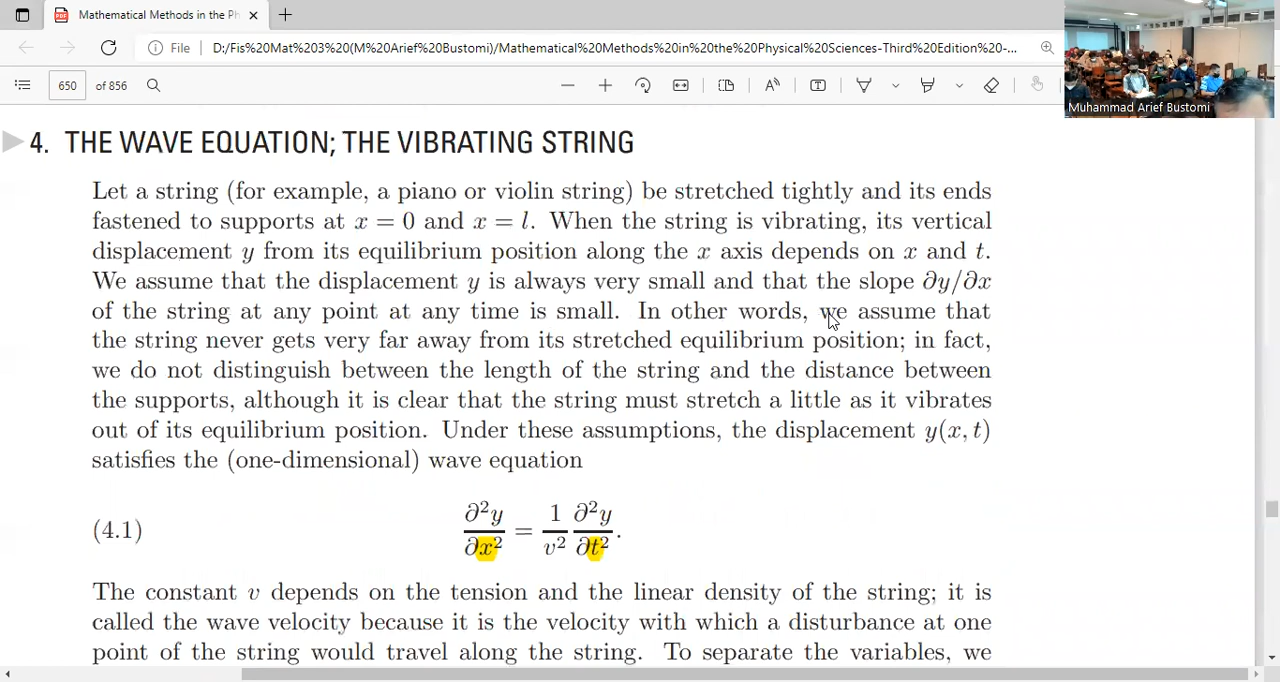 Mathematical Methods in the Ph
File D:/Fis%20Mat%203%20(M%20Arief%20Bustomi)/Mathematical%20Methods%20in%20the%20Physical%20Sciences-Third%20Edition%20-...
650 of 856
Muhammad Arief Bustomi
4. THE WAVE EQUATION; THE VIBRATING STRING
Let a string (for example, a piano or violin string) be stretched tightly and its ends
fastened to supports at x = 0 and x = l. When the string is vibrating, its vertical
displacement y from its equilibrium position along the x axis depends on x and t.
We assume that the displacement y is always very small and that the slope ∂y/∂x
of the string at any point at any time is small. In other words, we assume that
the string never gets very far away from its stretched equilibrium position; in fact,
we do not distinguish between the length of the string and the distance between
the supports, although it is clear that the string must stretch a little as it vibrates
out of its equilibrium position. Under these assumptions, the displacement y(x, t)
satisfies the (one-dimensional) wave equation
(4.1) ∂²y/∂x² = 1/v² ∂²y/∂t².
The constant v depends on the tension and the linear density of the string; it is
called the wave velocity because it is the velocity with which a disturbance at one
point of the string would travel along the string. To separate the variables, we